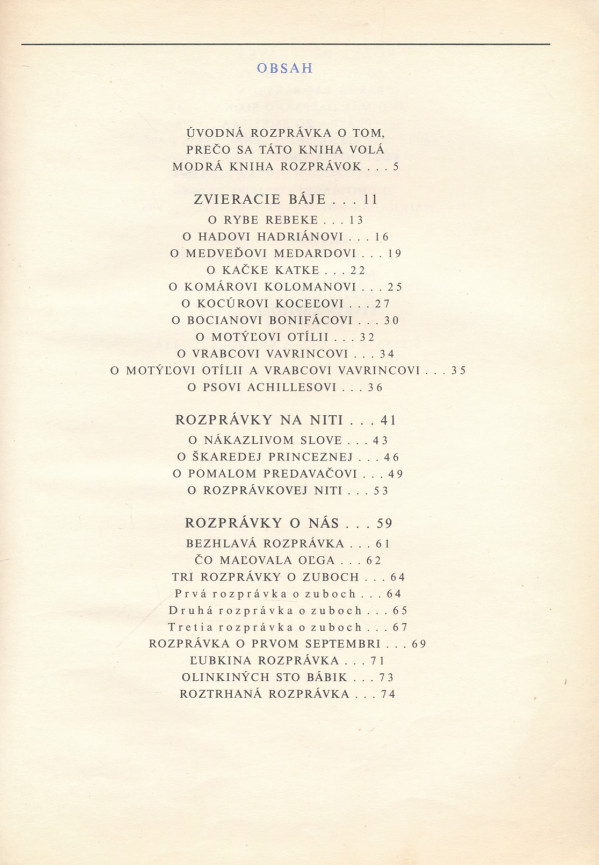 OBSAH
ÚVODNÁ ROZPRÁVKA O TOM,
PREČO SA TÁTO KNIHA VOLÁ
MODRÁ KNIHA ROZPRÁVOK . . . 5
ZVIERACIE BÁJE . . . 11
O RYBE REBEKE . . . 13
O HADOVI HADRIÁNOVI . . . 16
O MEDVEĎOVI MEDARDOVI . . . 19
O KAČKE KATKE . . . 22
O KOMÁROVI KOLOMANOVI . . . 25
O KOCÚROVI KOCEĽOVI . . . 27
O BOCIANOVI BONIFÁCOVI . . . 30
O MOTÝĽOVI OTÍLII . . . 32
O VRABCOVI VAVRINCOVI . . . 34
O MOTÝĽOVI OTÍLII A VRABCOVI VAVRINCOVI . . . 35
O PSOVI ACHILLESOVI . . . 36
ROZPRÁVKY NA NITI . . . 41
O NÁKAZLIVOM SLOVE . . . 43
O ŠKAREDEJ PRINCEZNEJ . . . 46
O POMALOM PREDAVAČOVI . . . 49
O ROZPRÁVKOVEJ NITI . . . 53
ROZPRÁVKY O NÁS . . . 59
BEZHLAVÁ ROZPRÁVKA . . . 61
ČO MAĽOVALA OĽGA . . . 62
TRI ROZPRÁVKY O ZUBOCH . . . 64
Prvá rozprávka o zuboch . . . 64
Druhá rozprávka o zuboch . . . 65
Tretia rozprávka o zuboch . . . 67
ROZPRÁVKA O PRVOM SEPTEMBRI . . . 69
ĽUBKINA ROZPRÁVKA . . . 71
OLINKINÝCH STO BÁBIK . . . 73
ROZTRHANÁ ROZPRÁVKA . . . 74